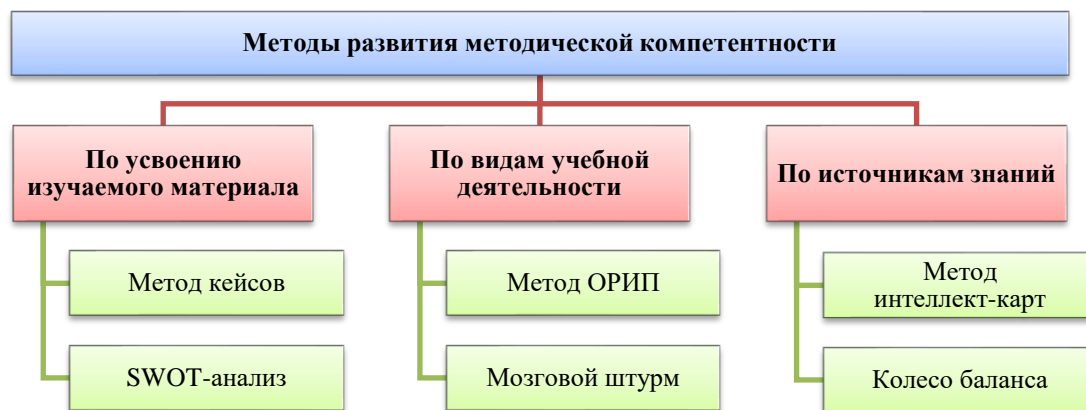 Методы развития методической компетентности
По усвоению
изучаемого материала
По видам учебной
деятельности
По источникам знаний
Метод кейсов
Метод ОРИП
Метод
интеллект-карт
SWOT-анализ
Мозговой штурм
Колесо баланса